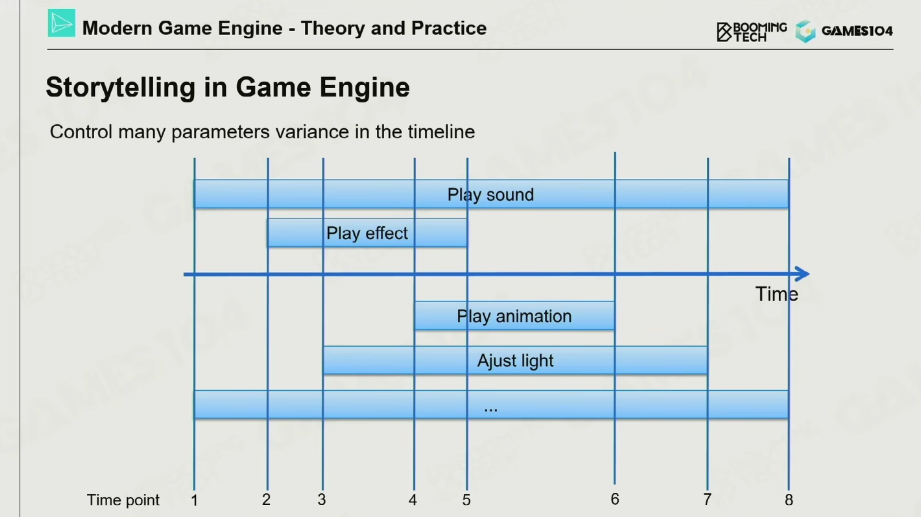 Modern Game Engine - Theory and Practice
BOOMING
TECH
GAMES104
Storytelling in Game Engine
Control many parameters variance in the timeline
Play sound
Play effect
Time
Play animation
Ajust light
...
Time point 1 2 3 4 5 6 7 8